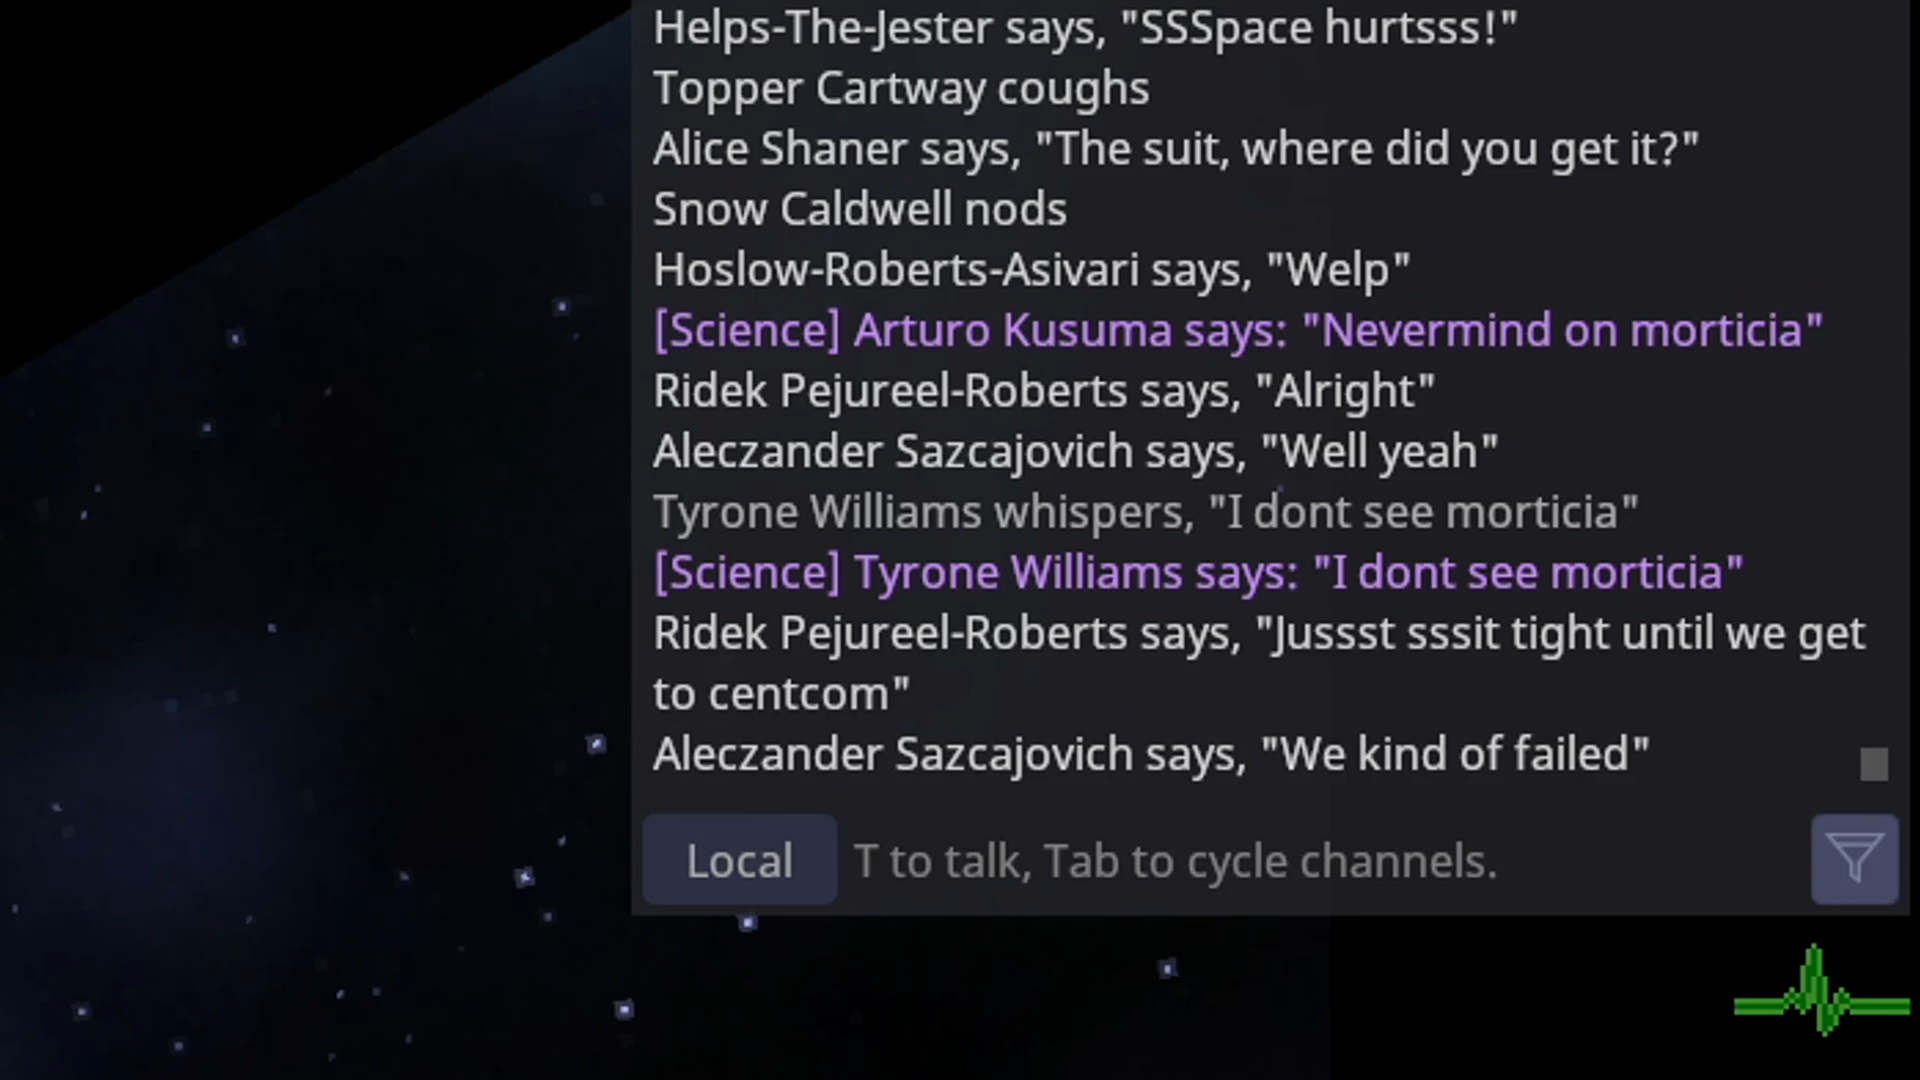 Helps-The-Jester says, "SSSpace hurtsss!"
Topper Cartway coughs
Alice Shaner says, "The suit, where did you get it?"
Snow Caldwell nods
Hoslow-Roberts-Asivari says, "Welp"
[Science] Arturo Kusuma says: "Nevermind on morticia"
Ridek Pejureel-Roberts says, "Alright"
Aleczander Sazcajovich says, "Well yeah"
Tyrone Williams whispers, "I dont see morticia"
[Science] Tyrone Williams says: "I dont see morticia"
Ridek Pejureel-Roberts says, "Jussst sssit tight until we get
to centcom"
Aleczander Sazcajovich says, "We kind of failed"
Local T to talk, Tab to cycle channels.